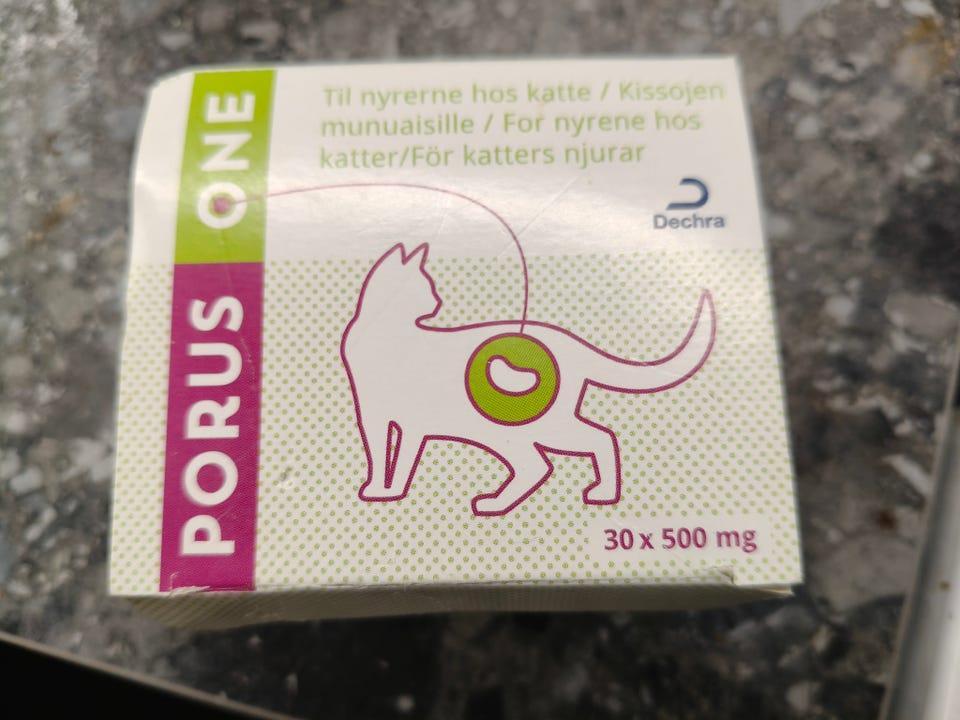 PORUS ONE
Til nyrerne hos katte / Kissojen
munuaisille / For nyrene hos
katter/För katters njurar
Dechra
30 x 500 mg